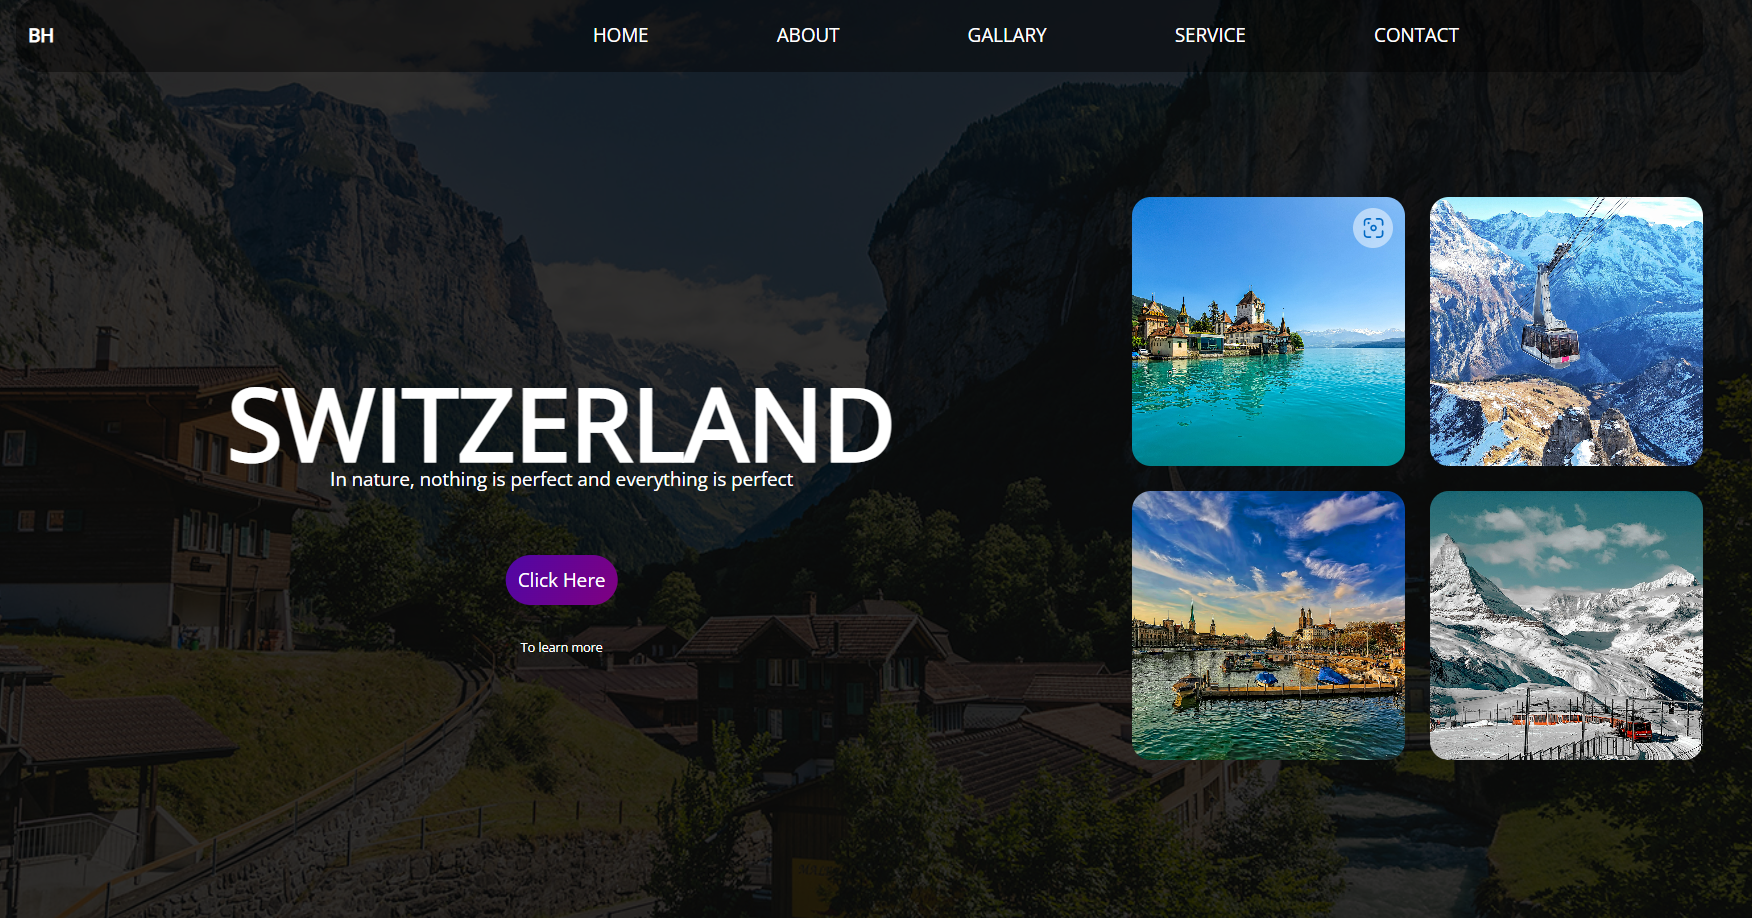 BH
HOME
ABOUT
GALLARY
SERVICE
CONTACT
SWITZERLAND
In nature, nothing is perfect and everything is perfect
Click Here
To learn more